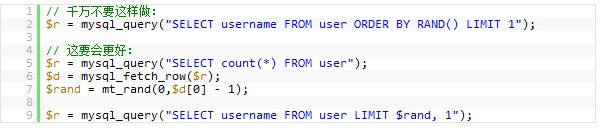 1 // 千万不要这样做：
2 $r = mysql_query("SELECT username FROM user ORDER BY RAND() LIMIT 1");
3
4 // 这要会更好：
5 $r = mysql_query("SELECT count(*) FROM user");
6 $d = mysql_fetch_row($r);
7 $rand = mt_rand(0,$d[0] - 1);
8
9 $r = mysql_query("SELECT username FROM user LIMIT $rand, 1");